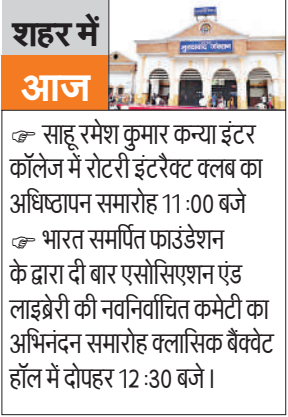 शहर में
आज
मुरादाबाद जंक्शन
☞ साहू रमेश कुमार कन्या इंटर
कॉलेज में रोटरी इंटरैक्ट क्लब का
अधिष्ठापन समारोह 11:00 बजे
☞ भारत समर्पित फाउंडेशन
के द्वारा दी बार एसोसिएशन एंड
लाइब्रेरी की नवनिर्वाचित कमेटी का
अभिनंदन समारोह क्लासिक बैंक्वेट
हॉल में दोपहर 12:30 बजे।